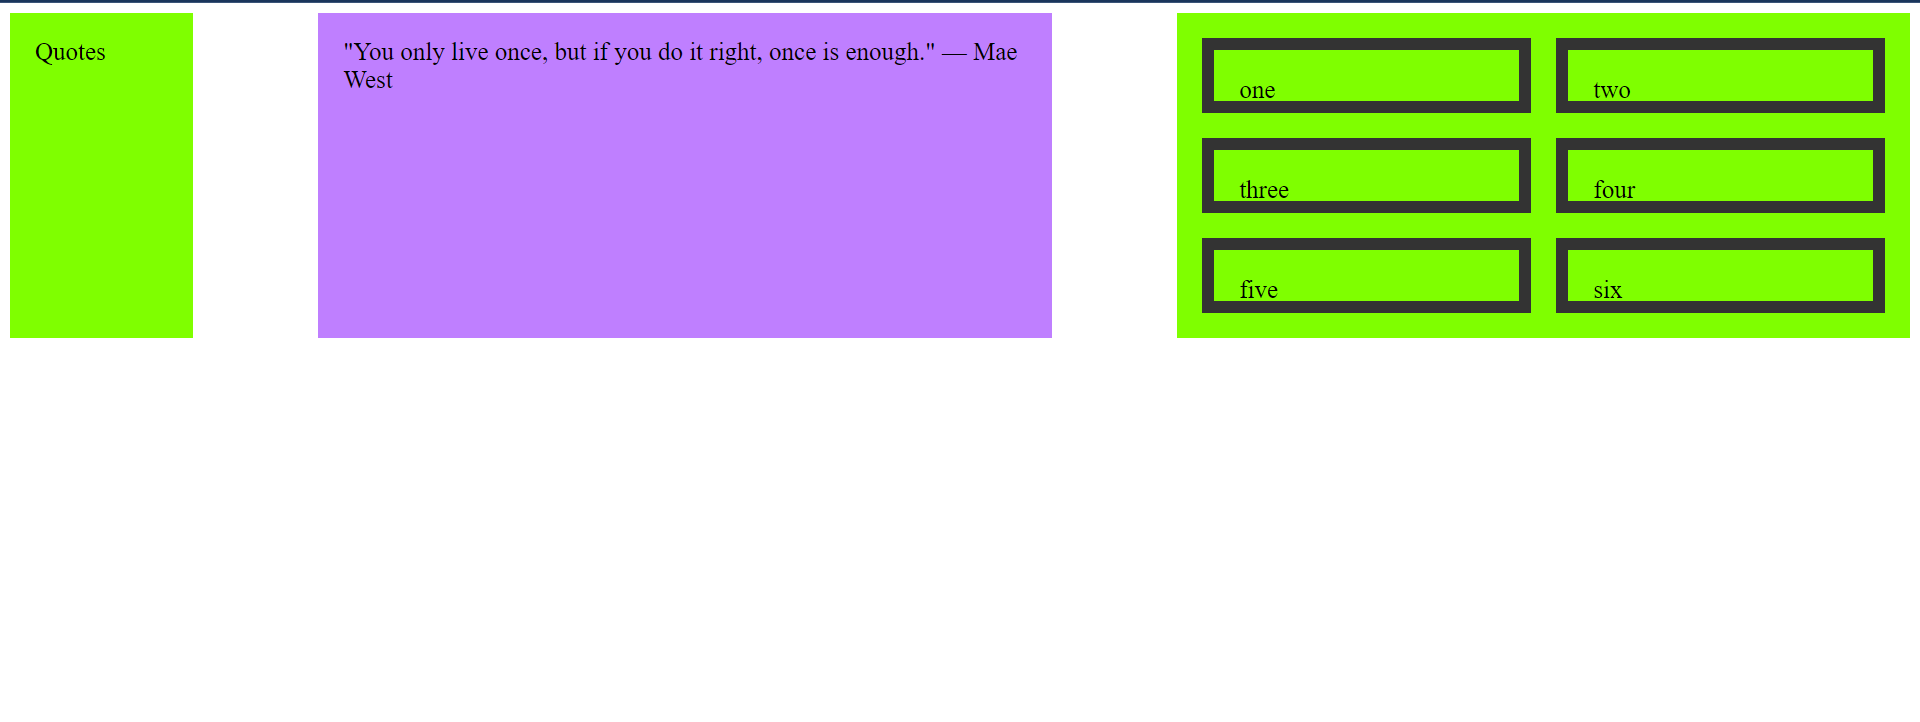 Quotes
"You only live once, but if you do it right, once is enough." — Mae
West
one
two
three
four
five
six